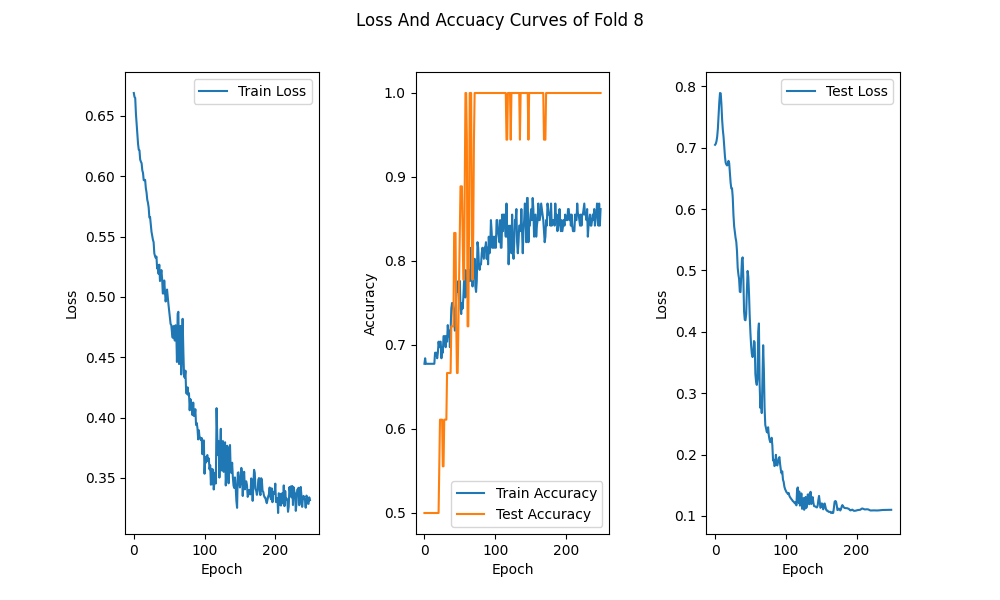 Loss And Accuacy Curves of Fold 8
Train Loss
0.65
0.60
0.55
0.50
0.45
0.40
0.35
Loss
0
100
200
Epoch
1.0
0.9
0.8
0.7
0.6
0.5
Accuracy
Train Accuracy
Test Accuracy
0
100
200
Epoch
Test Loss
0.8
0.7
0.6
0.5
0.4
0.3
0.2
0.1
Loss
0
100
200
Epoch